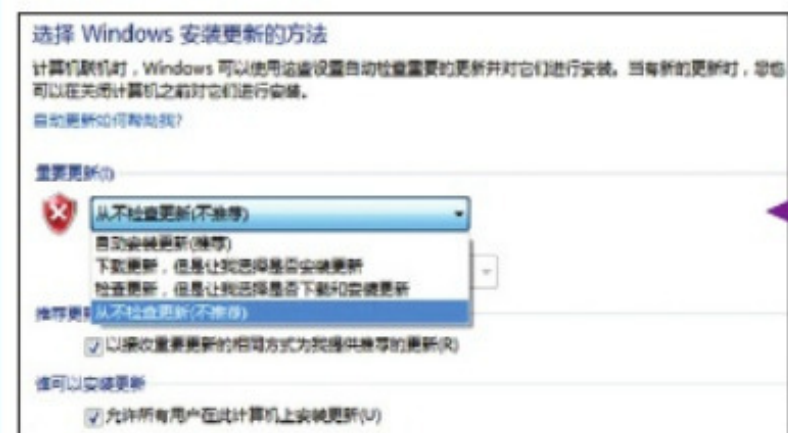 选择 Windows 安装更新的方法
计算机联机时，Windows 可以使用这些设置自动检查重要的更新并对它们进行安装。当有新的更新时，您也
可以在关闭计算机之前对它们进行安装。
自动更新如何帮助我?
重要更新(I)
从不检查更新(不推荐)
自动安装更新(推荐)
下载更新，但是让我选择是否安装更新
检查更新，但是让我选择是否下载和安装更新
从不检查更新(不推荐)
推荐更新
以接收重要更新的相同方式为我提供推荐的更新(R)
谁可以安装更新
允许所有用户在此计算机上安装更新(U)